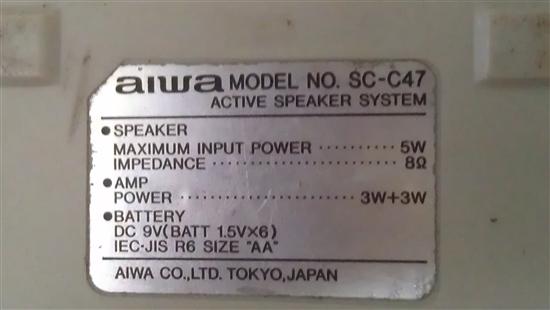 aiwa MODEL NO. SC-C47
ACTIVE SPEAKER SYSTEM
●SPEAKER
MAXIMUM INPUT POWER ·········· 5W
IMPEDANCE ························ 8Ω
●AMP
POWER ······················ 3W+3W
●BATTERY
DC 9V(BATT 1.5V×6)
IEC·JIS R6 SIZE "AA"
AIWA CO.,LTD. TOKYO,JAPAN